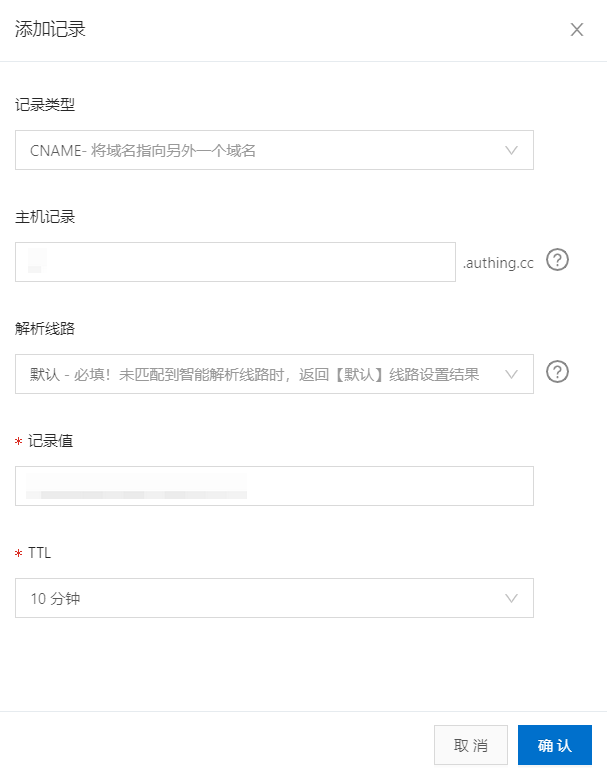 添加记录
记录类型
CNAME- 将域名指向另外一个域名
主机记录
.authing.cc ?
解析线路
默认 - 必填！未匹配到智能解析线路时，返回【默认】线路设置结果 ?
* 记录值
* TTL
10 分钟
取 消 确 认